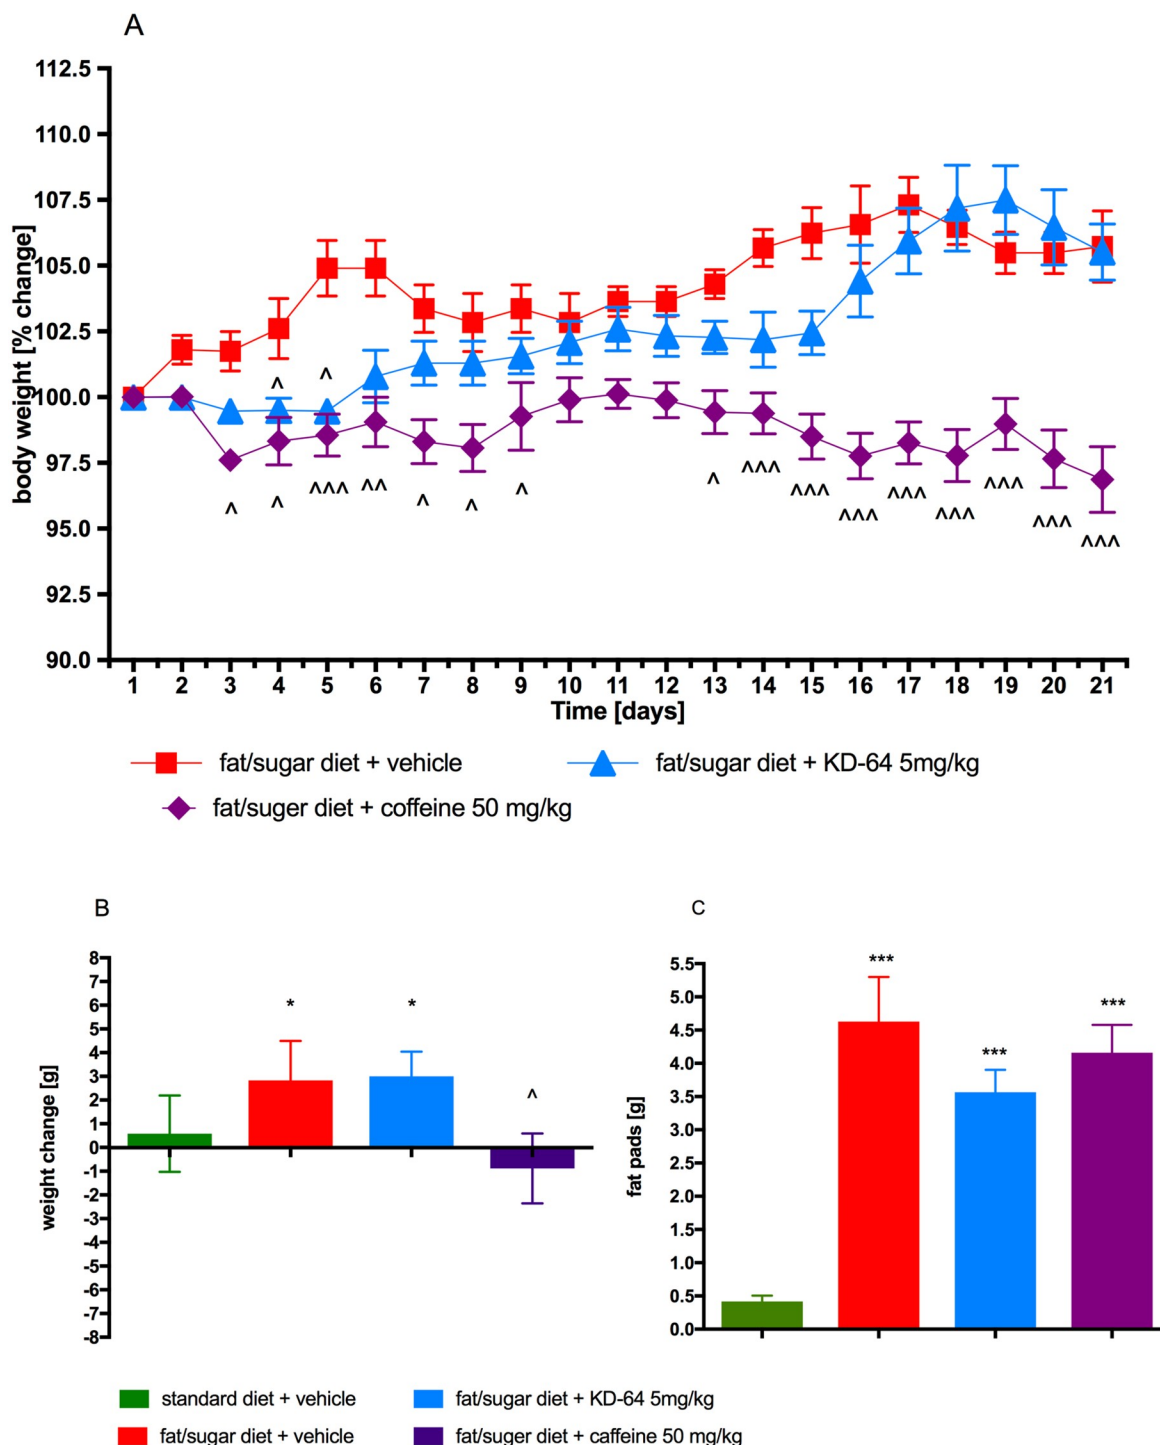 A
112.5
110.0
107.5
105.0
102.5
100.0
97.5
95.0
92.5
90.0
body weight [% change]
^ ^
^ ^ ^^^ ^^ ^ ^ ^ ^ ^^^ ^^^ ^^^ ^^^ ^^^ ^^^ ^^^ ^^^
1 2 3 4 5 6 7 8 9 10 11 12 13 14 15 16 17 18 19 20 21
Time [days]
fat/sugar diet + vehicle
fat/sugar diet + KD-64 5mg/kg
fat/suger diet + coffeine 50 mg/kg
B
8
7
6
5
4
3
2
1
0
-1
-2
-3
-4
-5
-6
-7
-8
weight change [g]
* * ^
C
5.5
5.0
4.5
4.0
3.5
3.0
2.5
2.0
1.5
1.0
0.5
0.0
fat pads [g]
*** *** ***
standard diet + vehicle
fat/sugar diet + KD-64 5mg/kg
fat/sugar diet + vehicle
fat/suger diet + caffeine 50 mg/kg